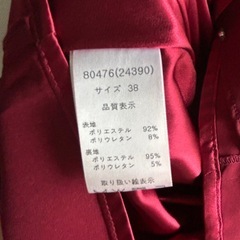 80476(24390)
サイズ 38
品質表示
表地
ポリエステル 92%
ポリウレタン 8%
裏地
ポリエステル 95%
ポリウレタン 5%
取り扱い絵表示